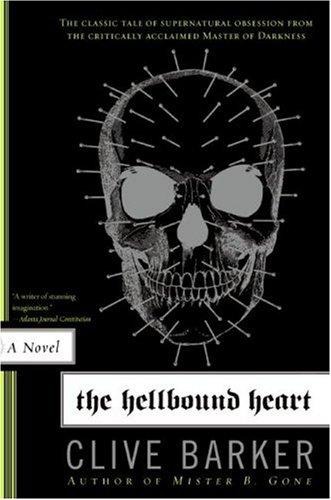 The classic tale of supernatural obsession from
the critically acclaimed Master of Darkness
"A writer of stunning
imagination."
—Atlanta Journal Constitution
A Novel
the hellbound heart
CLIVE BARKER
Author of Mister B. Gone